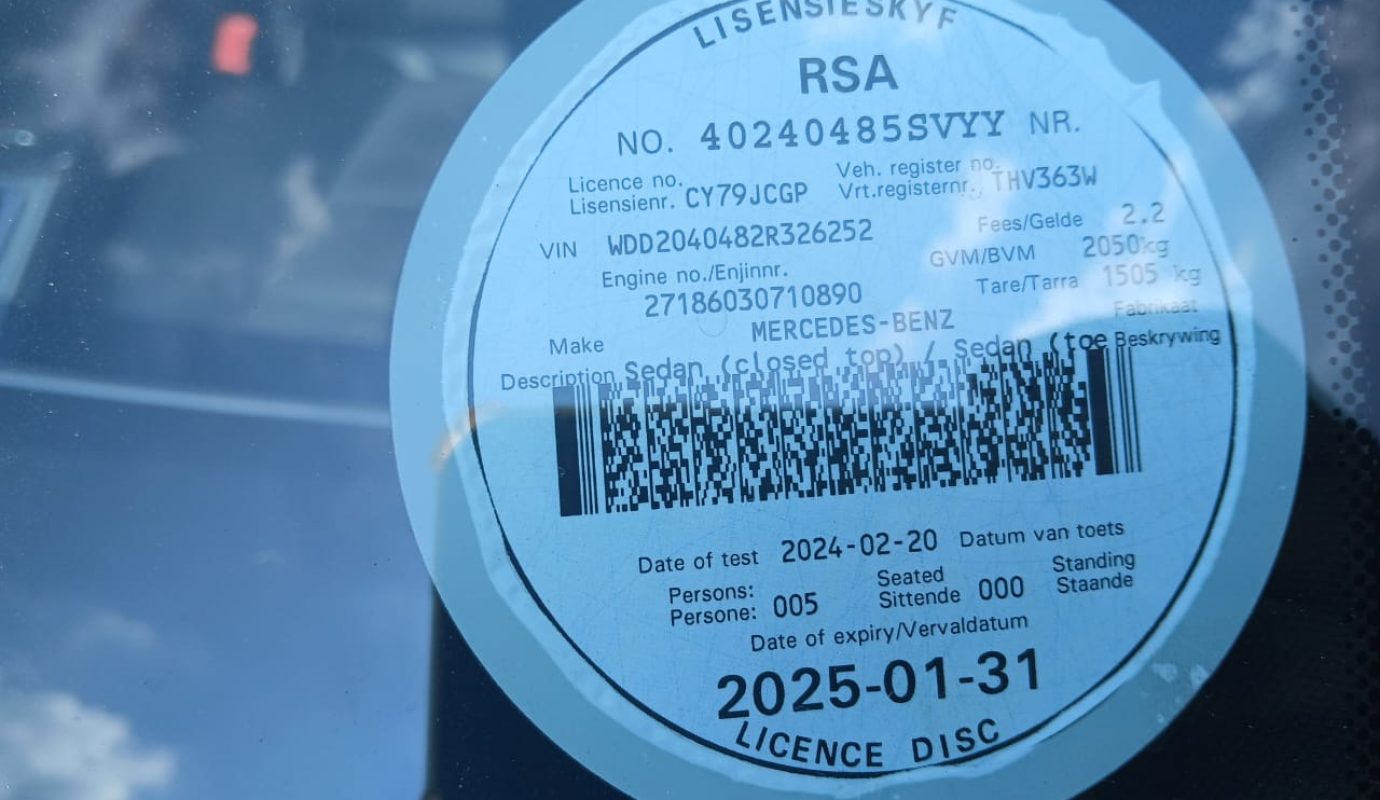 LISENSIESKYF
RSA
NO. 40240485SVYY NR.
Licence no. Veh. register no.
Lisensienr. CY79JCGP Vrt.registernr. THV363W
VIN WDD2040482R326252 Fees/Gelde 2.2
Engine no./Enjinnr. GVM/BVM 2050kg
27186030710890 Tare/Tarra 1505 kg
Make MERCEDES-BENZ Fabrikaat
Description Sedan (closed top) / Sedan (toe Beskrywing
Date of test 2024-02-20 Datum van toets
Persons: Seated Standing
Persone: 005 Sittende 000 Staande
Date of expiry/Vervaldatum
2025-01-31
LICENCE DISC